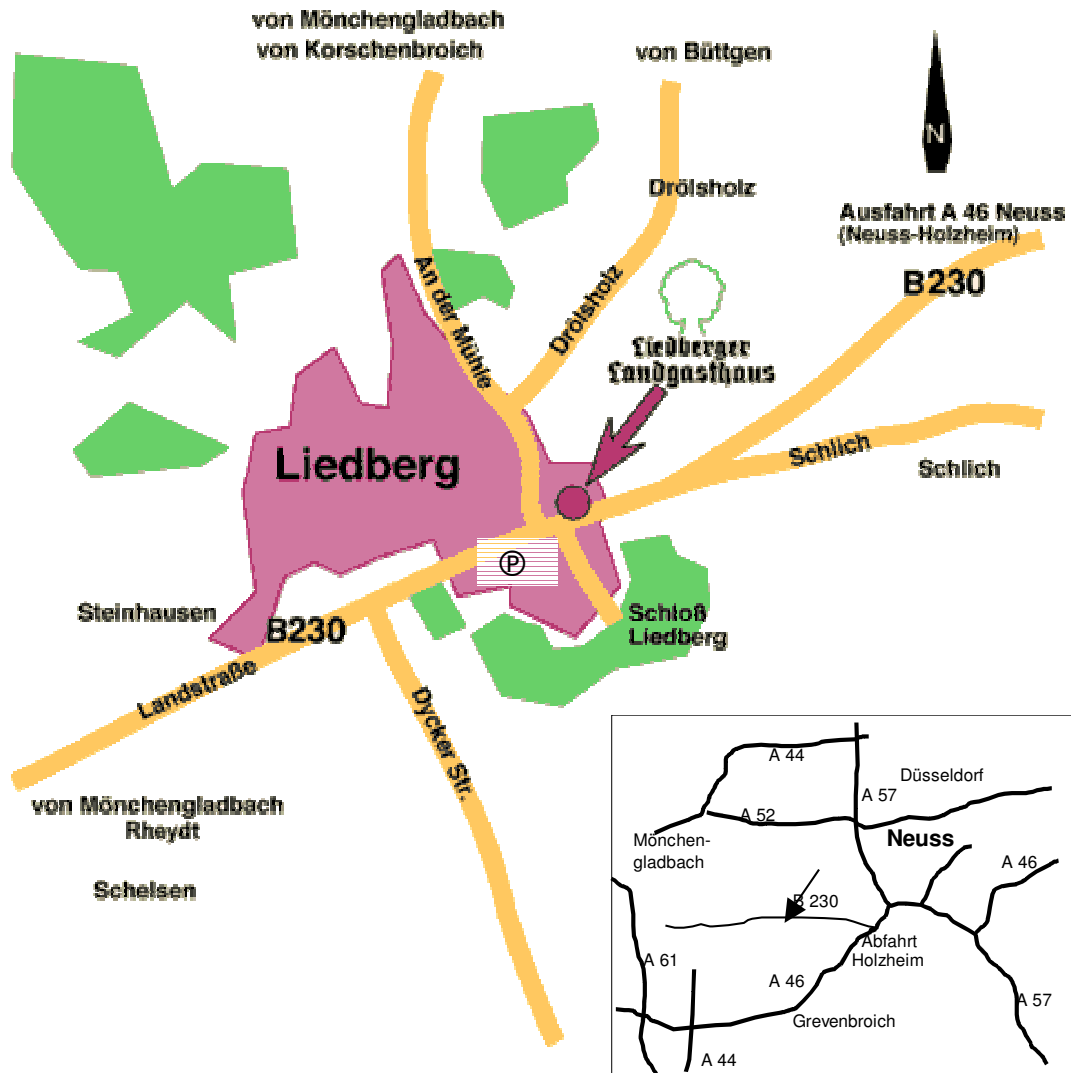 von Mönchengladbach
von Korschenbroich
von Büttgen
N
Drölsholz
Ausfahrt A 46 Neuss
(Neuss-Holzheim)
B230
An der Mühle
Drölsholz
Liedberger
Landgasthaus
Liedberg
Schlich
Schlich
P
Steinhausen
B230
Schloß
Liedberg
Landstraße
Dycker Str.
von Mönchengladbach
Rheydt
Schelsen
A 44
Düsseldorf
A 57
A 52
Mönchen-
gladbach
Neuss
A 46
B 230
Abfahrt
Holzheim
A 61
A 46
A 57
Grevenbroich
A 44